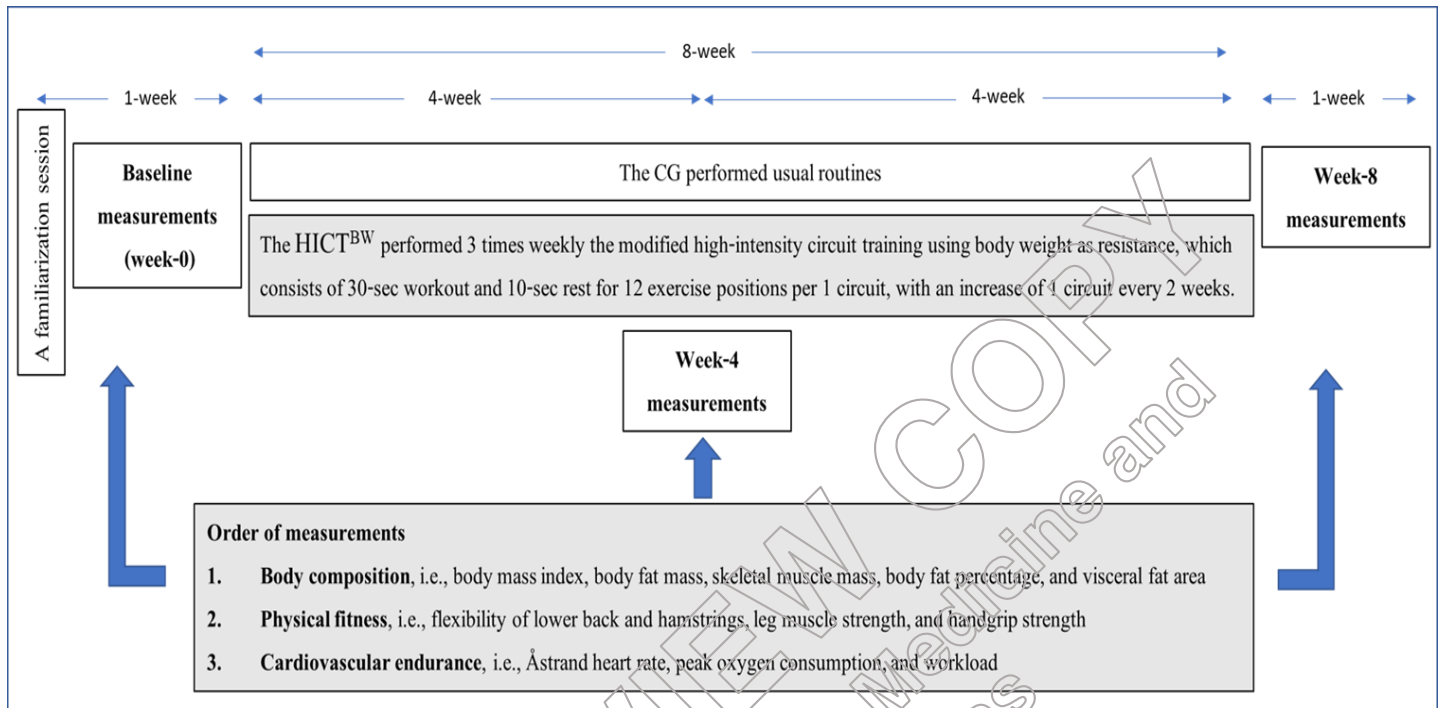 8-week
1-week
4-week
4-week
1-week
A familiarization session
Baseline
measurements
(week-0)
The CG performed usual routines
Week-8
measurements
The HICTᴮᵂ performed 3 times weekly the modified high-intensity circuit training using body weight as resistance, which
consists of 30-sec workout and 10-sec rest for 12 exercise positions per 1 circuit, with an increase of 1 circuit every 2 weeks.
Week-4
measurements
Order of measurements
1. Body composition, i.e., body mass index, body fat mass, skeletal muscle mass, body fat percentage, and visceral fat area
2. Physical fitness, i.e., flexibility of lower back and hamstrings, leg muscle strength, and handgrip strength
3. Cardiovascular endurance, i.e., Åstrand heart rate, peak oxygen consumption, and workload
COPY
Medicine and